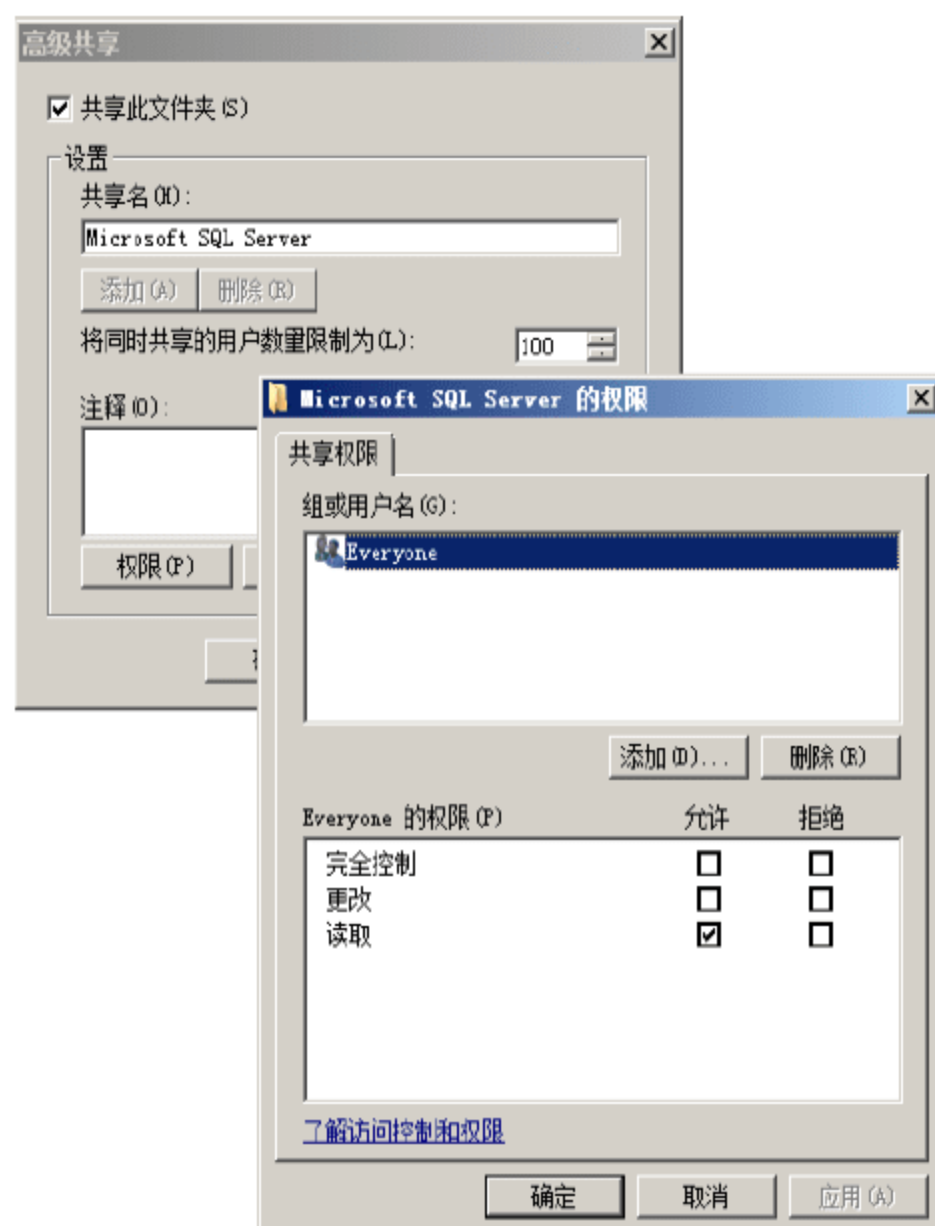 高级共享
共享此文件夹(S)
设置
共享名(H):
Microsoft SQL Server
添加(A) 删除(R)
将同时共享的用户数量限制为(L):
100
注释(O):
权限(P)
Microsoft SQL Server 的权限
共享权限
组或用户名(G):
Everyone
添加(D)... 删除(R)
Everyone 的权限(P) 允许 拒绝
完全控制
更改
读取
了解访问控制和权限
确定 取消 应用(A)